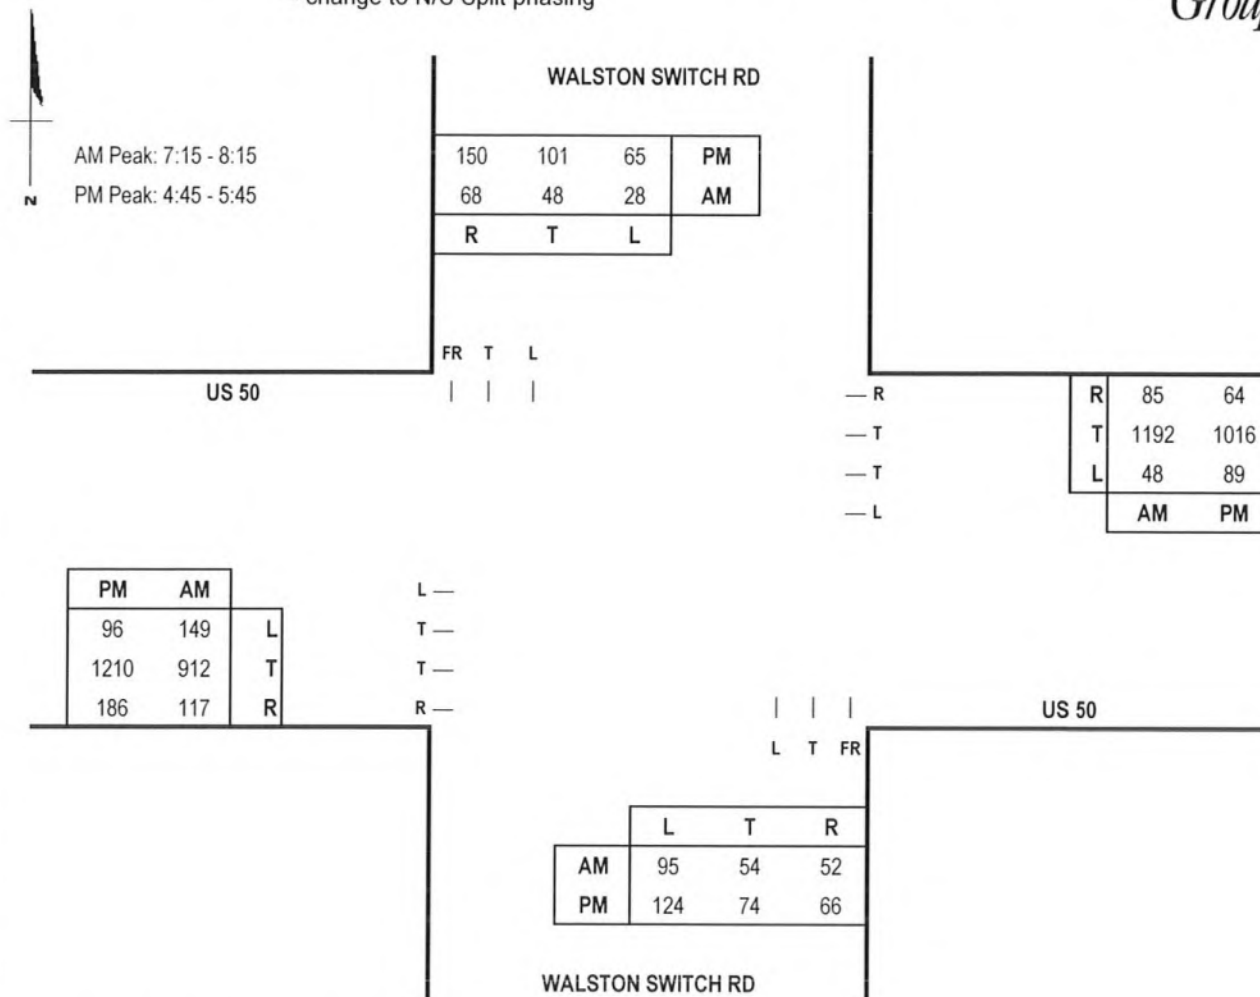 change to N/S Split phasing
Group
WALSTON SWITCH RD
AM Peak: 7:15 - 8:15
PM Peak: 4:45 - 5:45
N
150 101 65 PM
68 48 28 AM
R T L
FR T L
US 50
R
T
T
L
R 85 64
T 1192 1016
L 48 89
AM PM
PM AM
96 149 L
1210 912 T
186 117 R
L
T
T
R
L T FR
US 50
L T R
AM 95 54 52
PM 124 74 66
WALSTON SWITCH RD